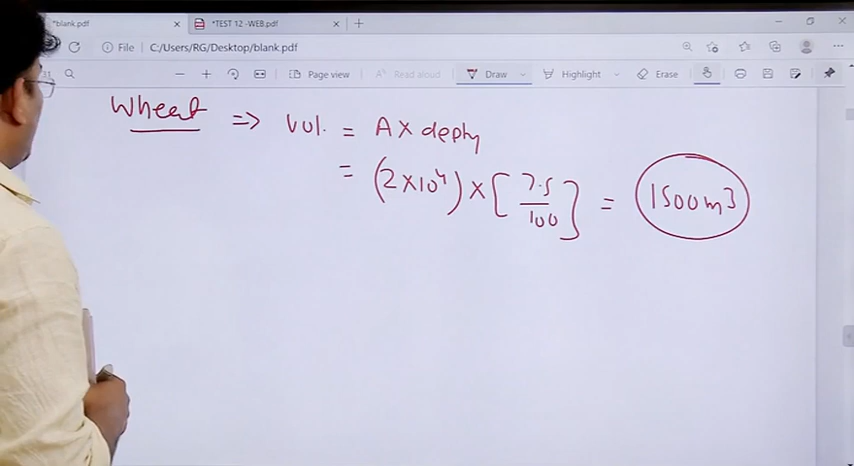 *blank.pdf
*TEST 12 -WEB.pdf
File C:/Users/RG/Desktop/blank.pdf
31 Page view Read aloud Draw Highlight Erase
Wheat => Vol. = A X depth
= (2X10⁴) X [7.5/100] = 1500m3